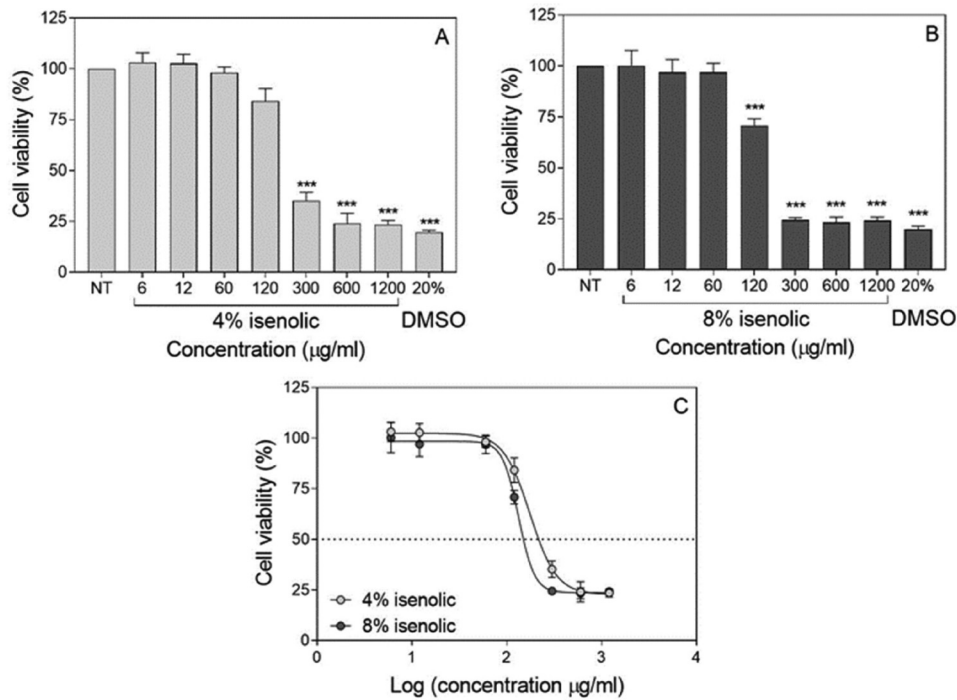 A
Cell viability (%)
125
100
75
50
25
0
***
***
***
***
NT
6
12
60
120
300
600
1200
20%
4% isenolic
DMSO
Concentration (μg/ml)
B
Cell viability (%)
125
100
75
50
25
0
***
***
***
***
***
NT
6
12
60
120
300
600
1200
20%
8% isenolic
DMSO
Concentration (μg/ml)
C
Cell viability (%)
125
100
75
50
25
0
4% isenolic
8% isenolic
0
1
2
3
4
Log (concentration μg/ml)